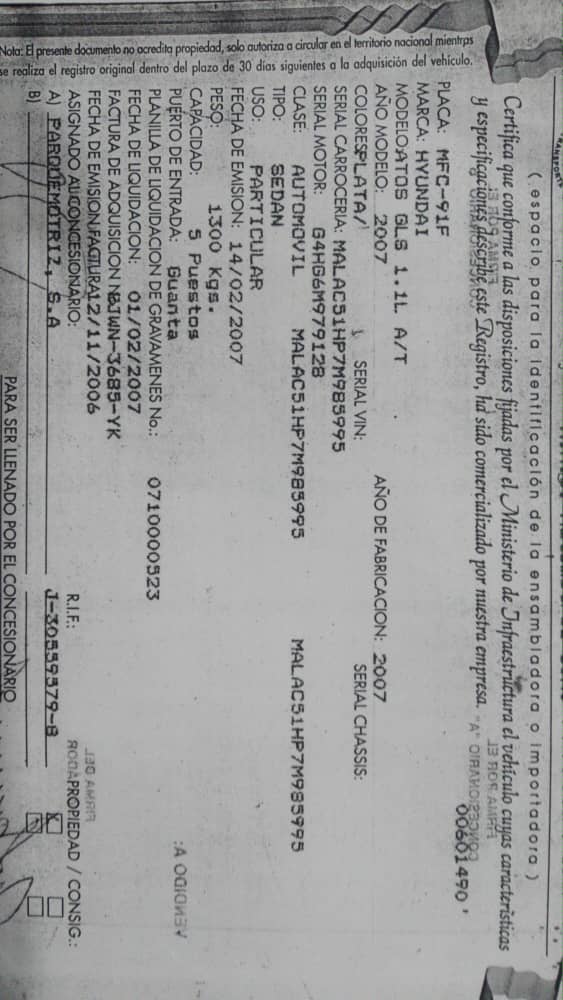 ( espacio para la identificación de la ensambladora o importadora )
Certifica que conforme a las disposiciones fijadas por el Ministerio de Infraestructura el vehículo cuyas características
y especificaciones describe este Registro, ha sido comercializado por nuestra empresa.
00601490
PLACA: MFC-91F
MARCA: HYUNDAI
MODELO ATOS GLS 1.1L A/T
AÑO MODELO: 2007 AÑO DE FABRICACION: 2007
COLORES PLATA/
SERIAL VIN: SERIAL CHASSIS:
SERIAL CARROCERIA: MALAC51HP7M985995
SERIAL MOTOR: G4HG6M979128
MALAC51HP7M985995 MALAC51HP7M985995
CLASE: AUTOMOVIL
TIPO: SEDAN
USO: PARTICULAR
FECHA DE EMISION: 14/02/2007
PESO: 1300 Kgs.
CAPACIDAD: 5 Puestos
PUERTO DE ENTRADA: Guanta
PLANILLA DE LIQUIDACION DE GRAVAMENES No.: 0710000523
FECHA DE LIQUIDACION: 01/02/2007
FACTURA DE ADQUISICION No BJWN-3685-YK
FECHA DE EMISION FACTURA 12/11/2006
ASIGNADO AL CONCESIONARIO: R.I.F.: PROPIEDAD / CONSIG.:
A) PARQUEMOTRIZ, S.A J-30559579-8 X
B)
PARA SER LLENADO POR EL CONCESIONARIO
Nota: El presente documento no acredita propiedad, solo autoriza a circular en el territorio nacional mientras
se realiza el registro original dentro del plazo de 30 días siguientes a la adquisición del vehículo.